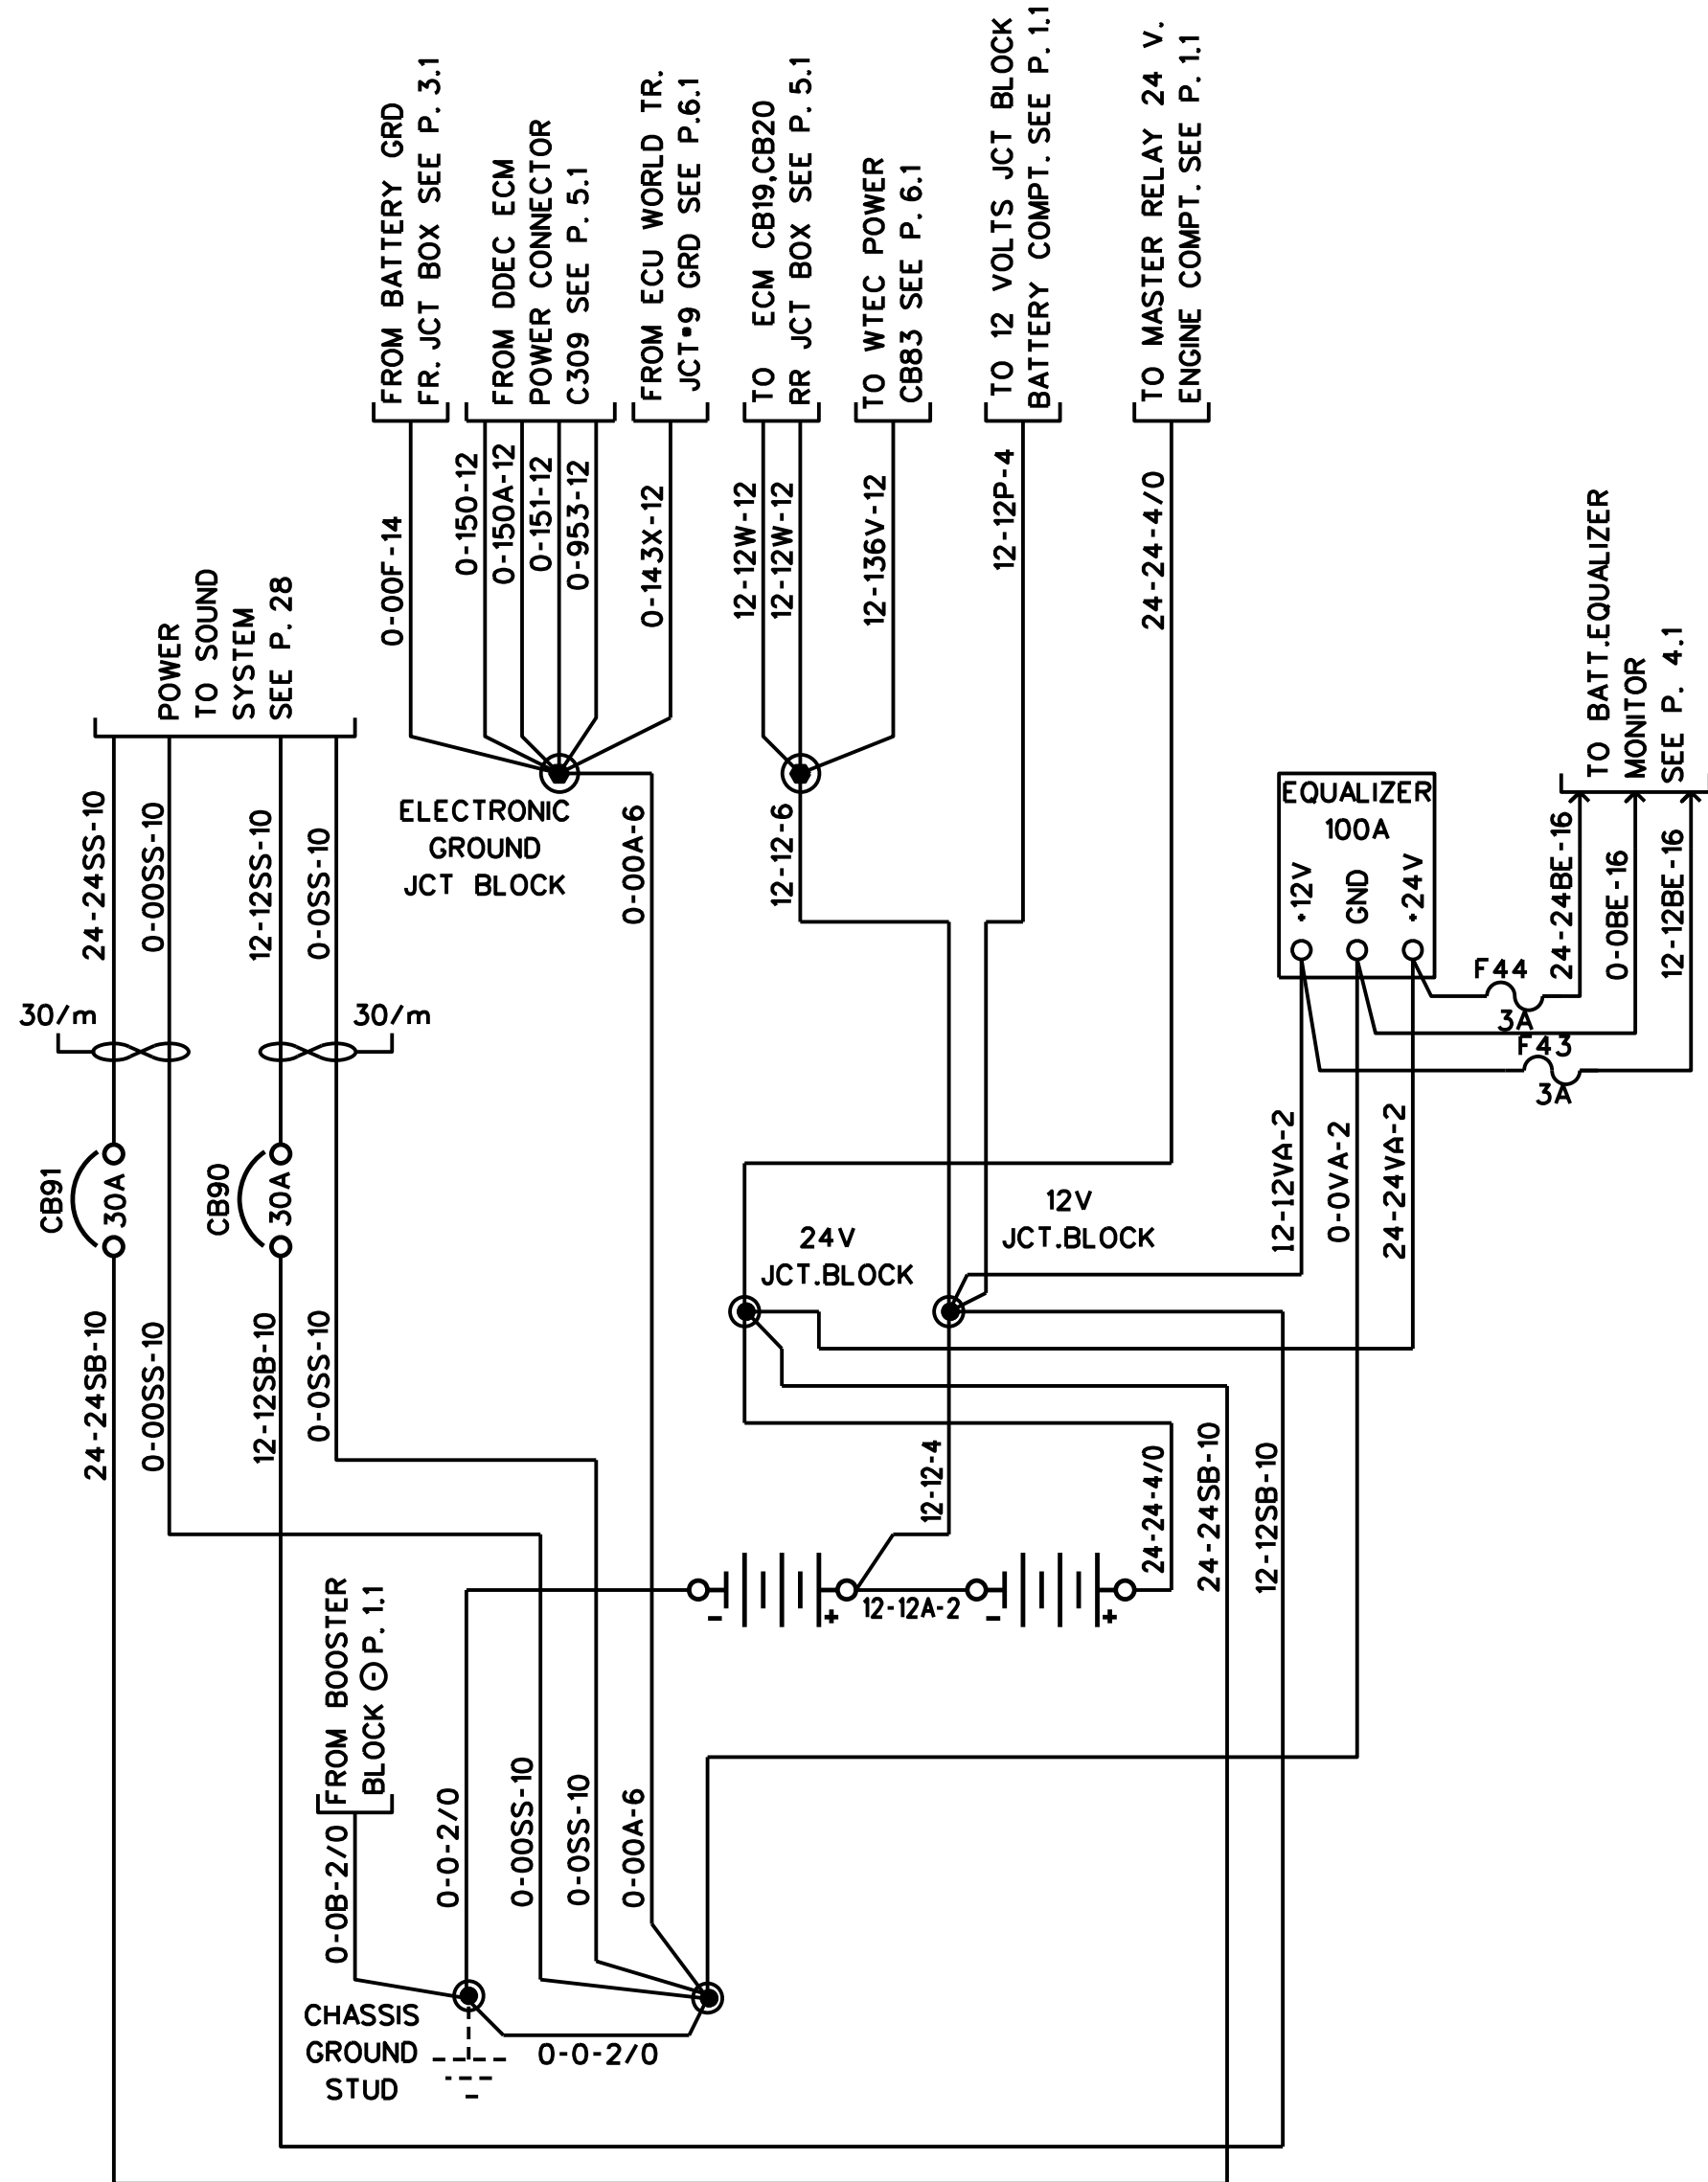 FROM BATTERY GRD
FR. JCT BOX SEE P. 3.1
FROM DDEC ECM
POWER CONNECTOR
C309 SEE P. 5.1
FROM ECU WORLD TR.
JCT*9 GRD SEE P.6.1
TO ECM CB19,CB20
RR JCT BOX SEE P. 5.1
TO WTEC POWER
CB83 SEE P. 6.1
TO 12 VOLTS JCT BLOCK
BATTERY COMPT. SEE P. 1.1
TO MASTER RELAY 24 V.
ENGINE COMPT. SEE P. 1.1
0-00F-14
0-150-12
0-150A-12
0-151-12
0-953-12
0-143X-12
12-12W-12
12-12W-12
12-136V-12
12-12P-4
24-24-4/0
POWER
TO SOUND
SYSTEM
SEE P. 28
TO BATT.EQUALIZER
MONITOR
SEE P. 4.1
24-24SS-10
0-00SS-10
12-12SS-10
0-0SS-10
ELECTRONIC
GROUND
JCT BLOCK
0-00A-6
12-12-6
EQUALIZER
100A
+12V
GND
+24V
24-24BE-16
0-0BE-16
12-12BE-16
F44
3A
F43
3A
30/m
30/m
CB91
30A
CB90
30A
12-12VA-2
0-0VA-2
24-24VA-2
24V
JCT.BLOCK
12V
JCT.BLOCK
24-24SB-10
0-00SS-10
12-12SB-10
0-0SS-10
12-12-4
24-24-4/0
24-24SB-10
12-12SB-10
-
+
12-12A-2
-
+
FROM BOOSTER
BLOCK ⊖ P. 1.1
0-0B-2/0
0-0-2/0
0-00SS-10
0-0SS-10
0-00A-6
CHASSIS
GROUND
STUD
0-0-2/0